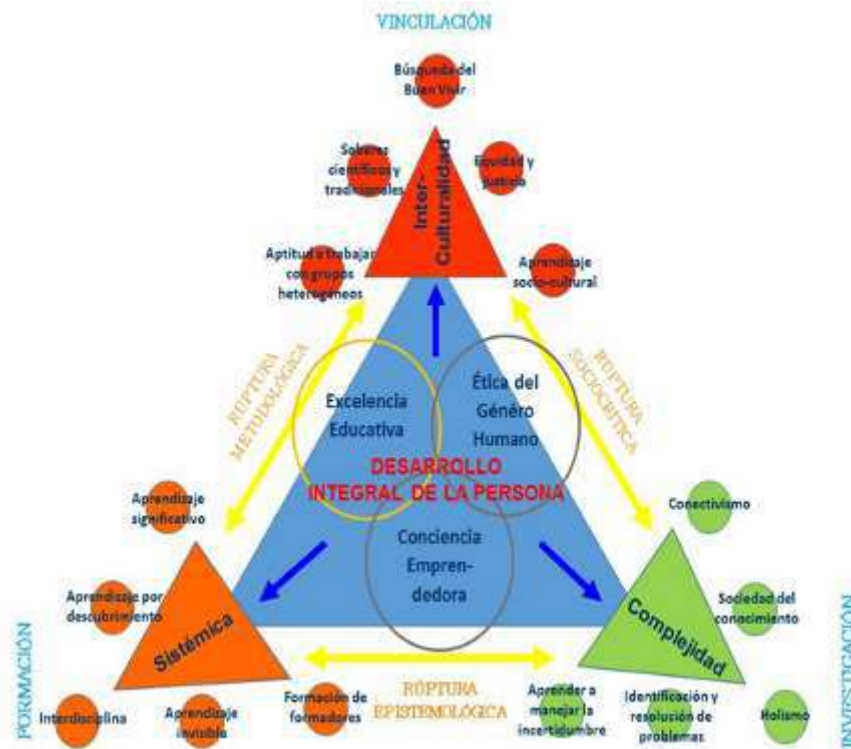 VINCULACIÓN
Búsqueda del
Buen Vivir
Saberes
científicos y
tradicionales
Equidad y
justicia
Inter-
Culturalidad
Aptitud a trabajar
con grupos
heterogéneos
Aprendizaje
socio-cultural
RUPTURA
METODOLÓGICA
RUPTURA
SOCIOCRITICA
Excelencia
Educativa
Ética del
Género
Humano
DESARROLLO
INTEGRAL DE LA PERSONA
Conciencia
Empren-
dedora
Aprendizaje
significativo
Conectivismo
Aprendizaje por
descubrimiento
Sociedad del
conocimiento
Sistémica
Complejidad
FORMACIÓN
INVESTIGACIÓN
Interdisciplina
Aprendizaje
invisible
Formación de
formadores
RÚPTURA
EPISTEMOLÓGICA
Aprender a
manejar la
incertidumbre
Identificación y
resolución de
problemas
Holismo